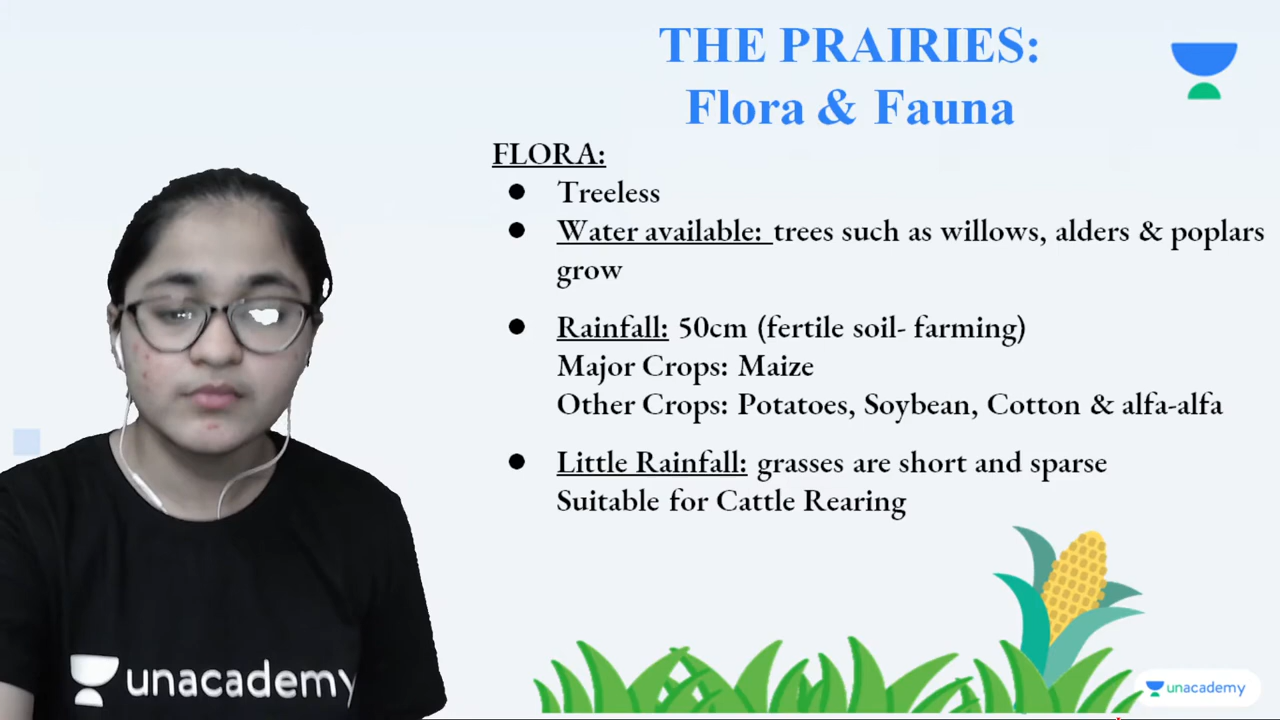 THE PRAIRIES:
Flora & Fauna
FLORA:
● Treeless
● Water available: trees such as willows, alders & poplars
grow
● Rainfall: 50cm (fertile soil- farming)
Major Crops: Maize
Other Crops: Potatoes, Soybean, Cotton & alfa-alfa
● Little Rainfall: grasses are short and sparse
Suitable for Cattle Rearing
unacademy
unacademy